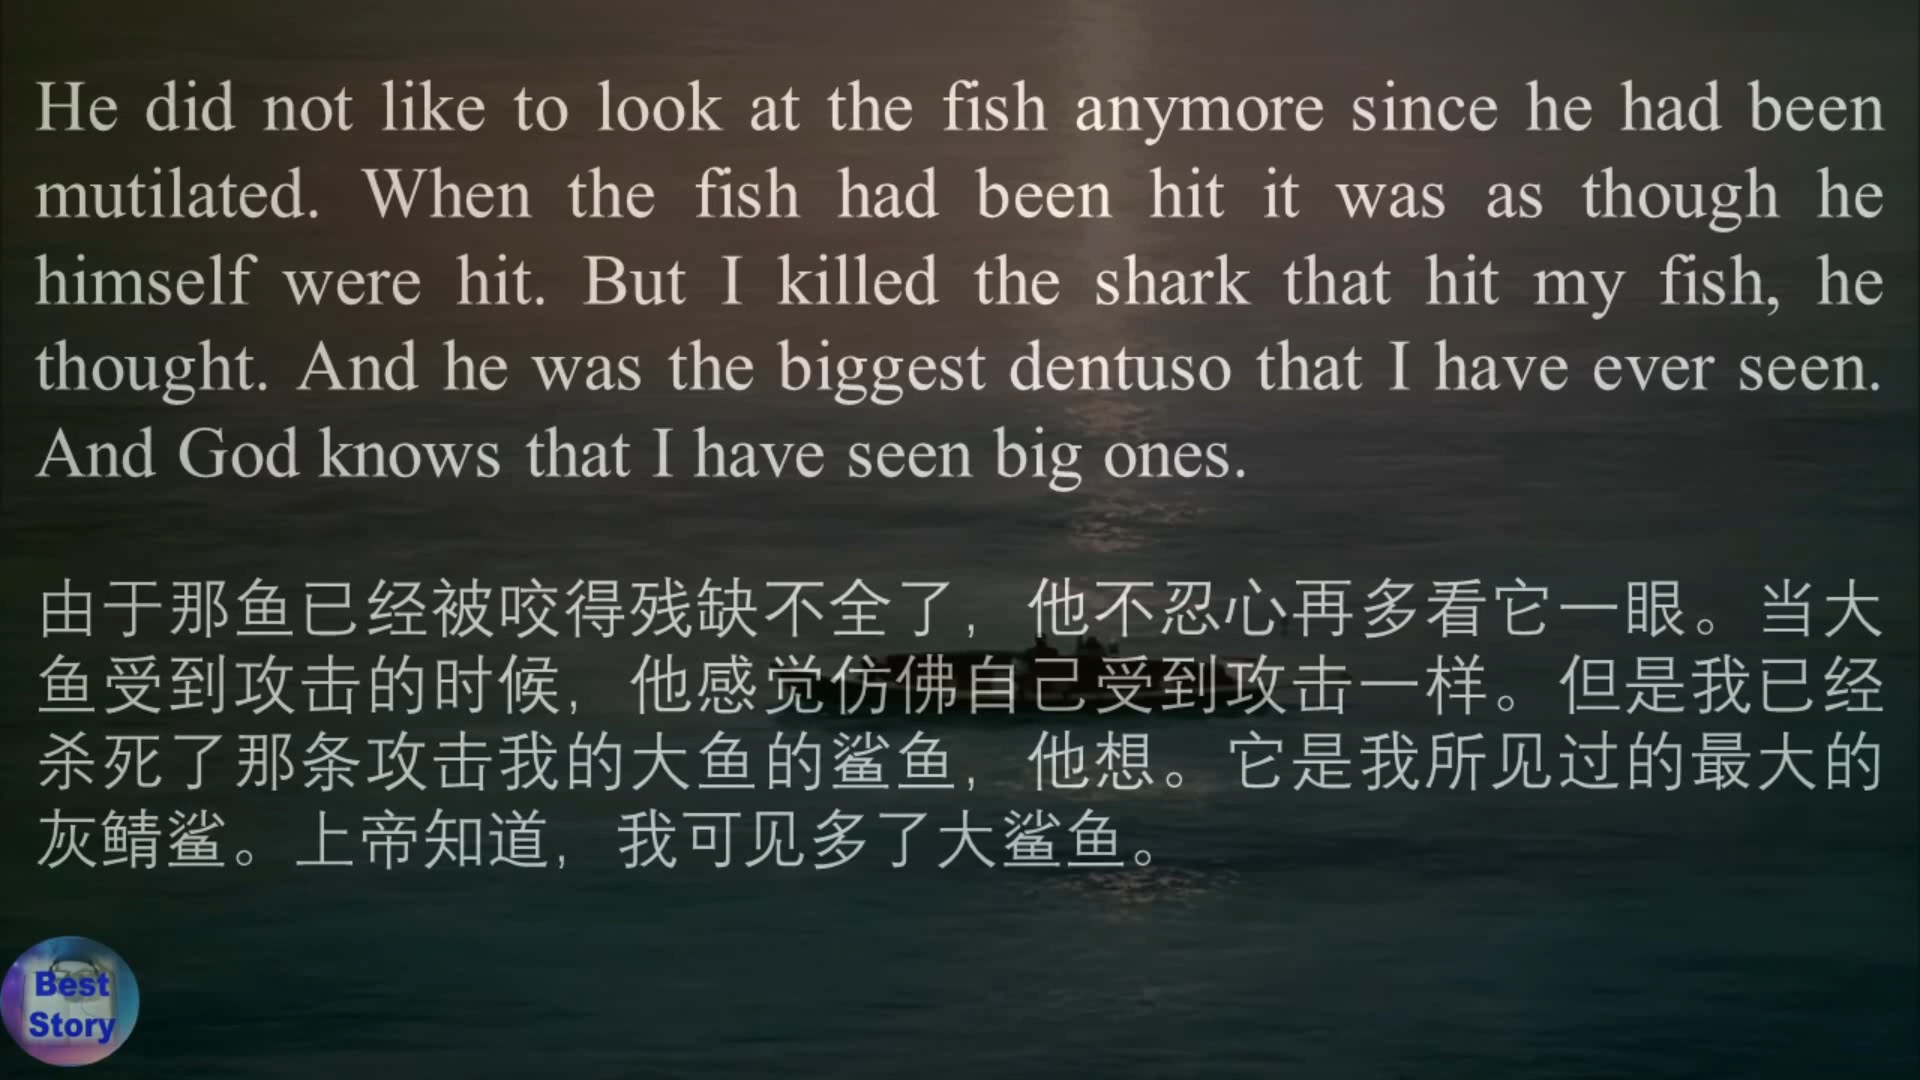 He did not like to look at the fish anymore since he had been
mutilated. When the fish had been hit it was as though he
himself were hit. But I killed the shark that hit my fish, he
thought. And he was the biggest dentuso that I have ever seen.
And God knows that I have seen big ones.
由于那鱼已经被咬得残缺不全了，他不忍心再多看它一眼。当大
鱼受到攻击的时候，他感觉仿佛自己受到攻击一样。但是我已经
杀死了那条攻击我的大鱼的鲨鱼，他想。它是我所见过的最大的
灰鲭鲨。上帝知道，我可见多了大鲨鱼。
Best
Story